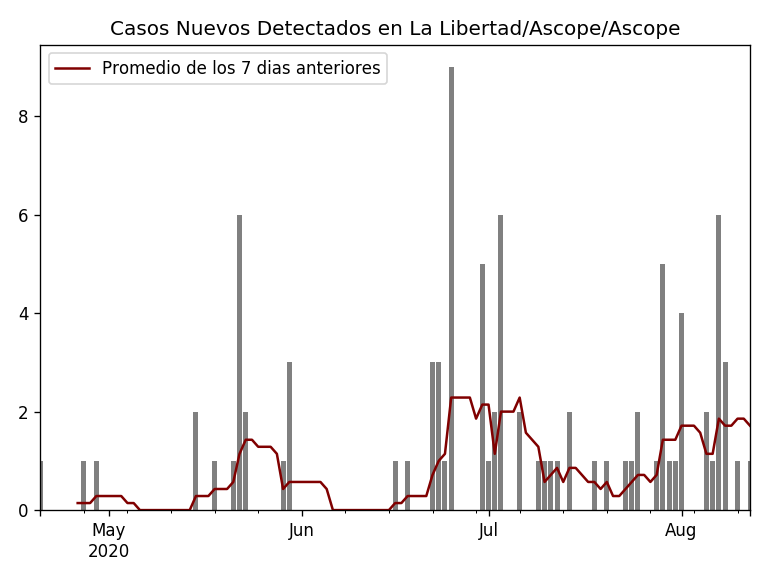 Casos Nuevos Detectados en La Libertad/Ascope/Ascope
Promedio de los 7 dias anteriores
8
6
4
2
0
May Jun Jul Aug
2020